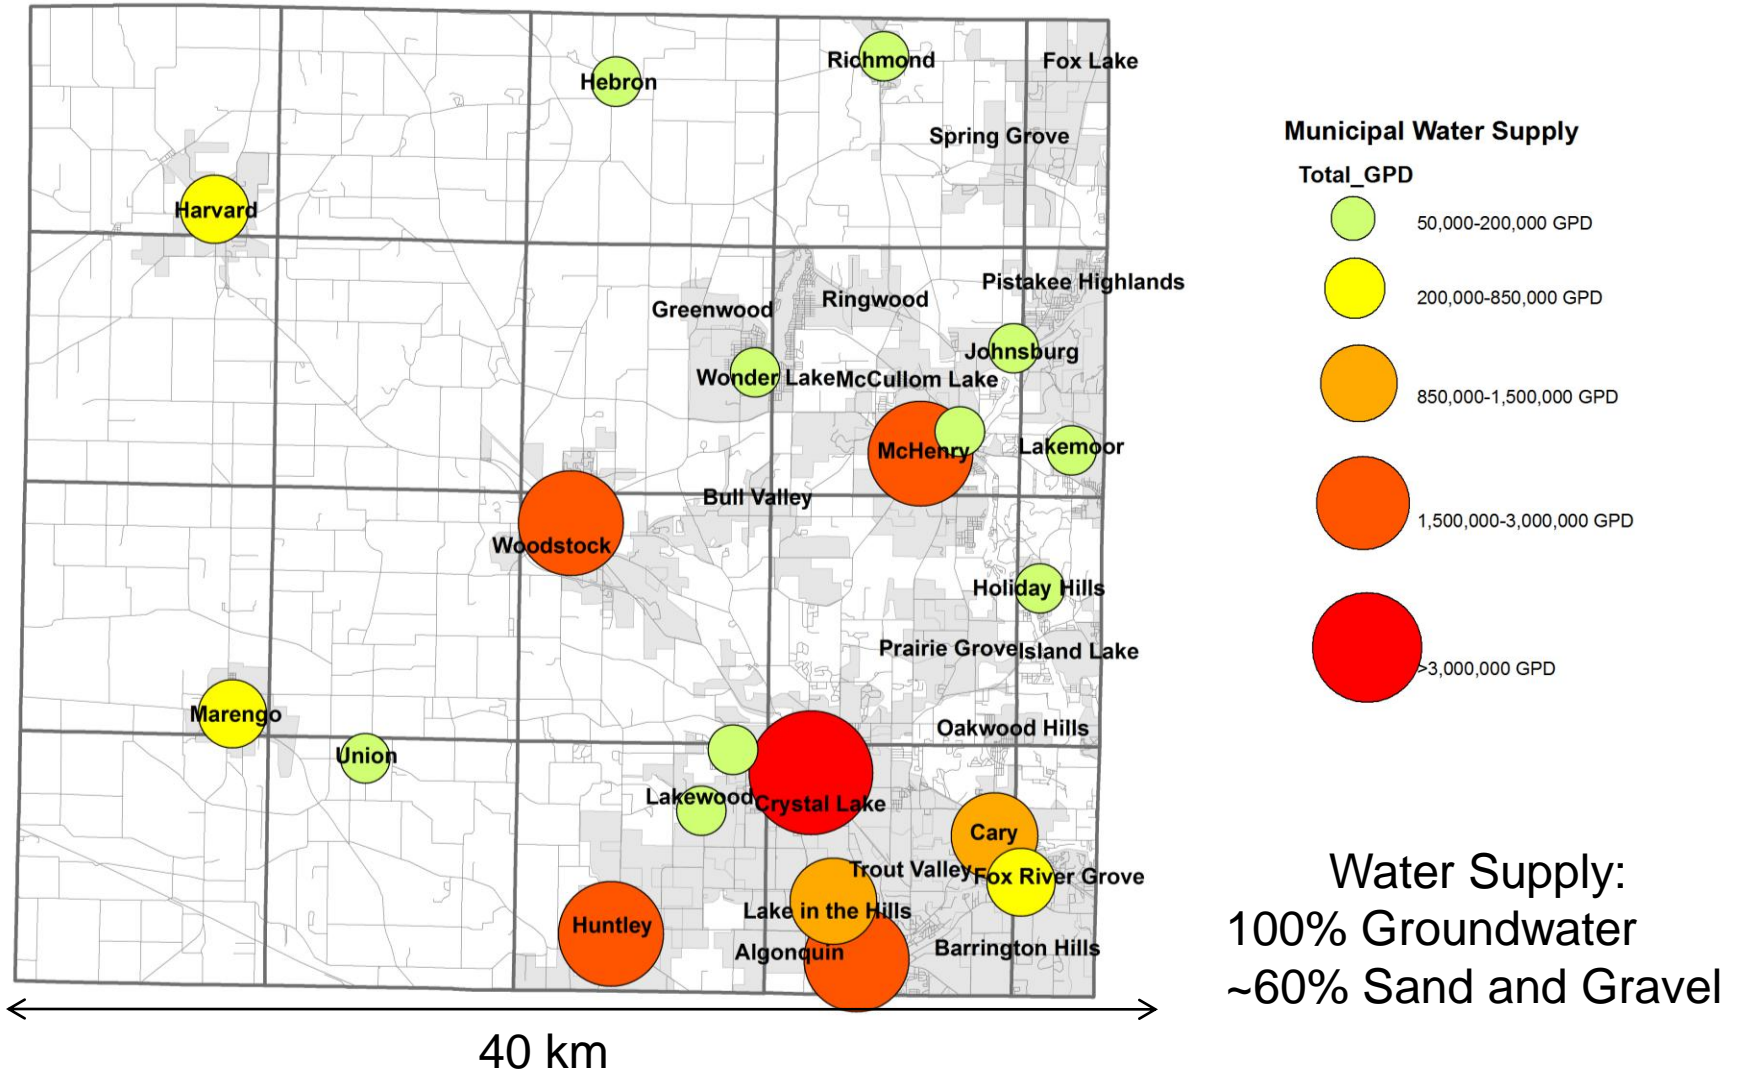 Richmond
Fox Lake
Hebron
Spring Grove
Harvard
Pistakee Highlands
Ringwood
Greenwood
Johnsburg
Wonder Lake
McCullom Lake
McHenry
Lakemoor
Bull Valley
Woodstock
Holiday Hills
Prairie Grove
Island Lake
Marengo
Oakwood Hills
Union
Lakewood
Crystal Lake
Cary
Trout Valley
Fox River Grove
Lake in the Hills
Huntley
Algonquin
Barrington Hills
40 km
Municipal Water Supply
Total_GPD
50,000-200,000 GPD
200,000-850,000 GPD
850,000-1,500,000 GPD
1,500,000-3,000,000 GPD
>3,000,000 GPD
Water Supply:
100% Groundwater
~60% Sand and Gravel